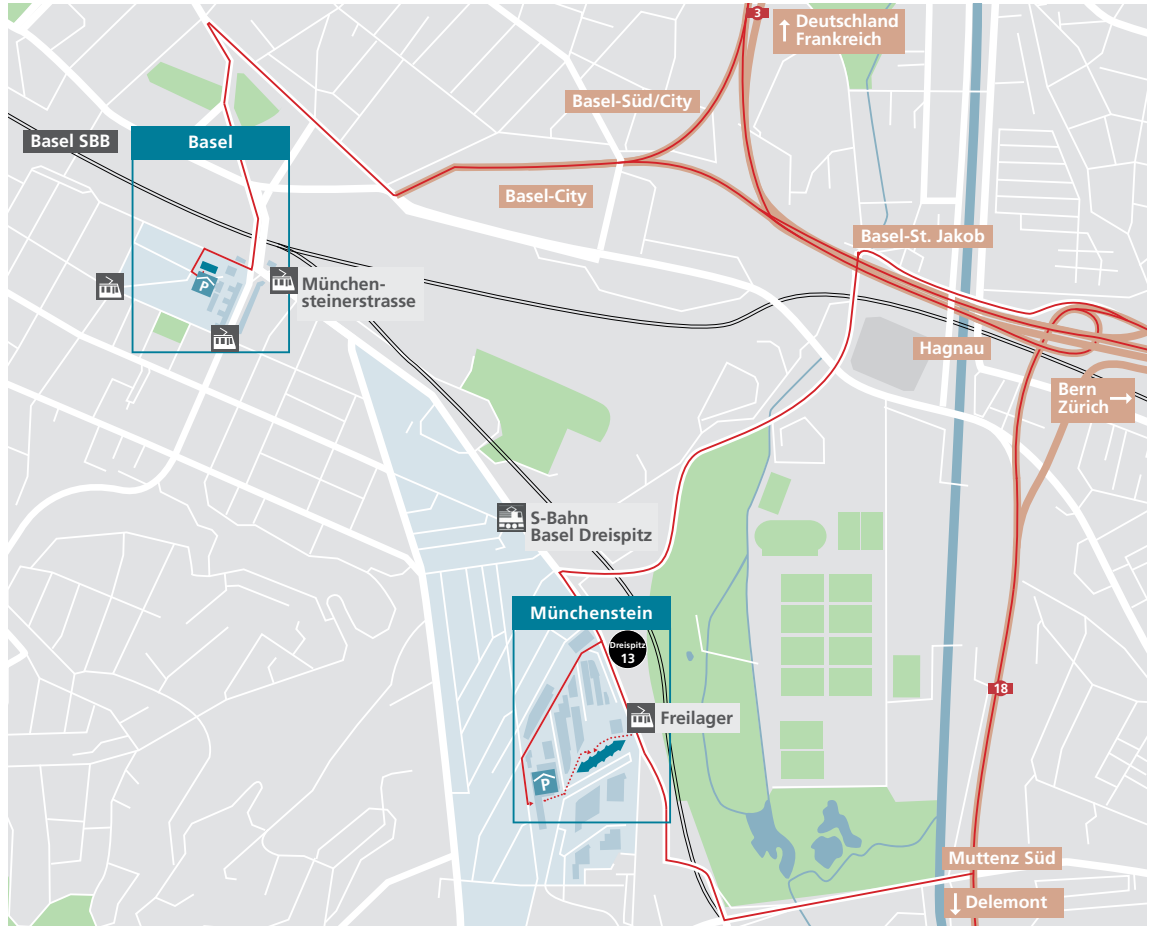 3
Deutschland
Frankreich
Basel-Süd/City
Basel SBB
Basel
Basel-City
Basel-St. Jakob
P
München-
steinerstrasse
Hagnau
Bern
Zürich
S-Bahn
Basel Dreispitz
Münchenstein
Dreispitz
13
18
Freilager
P
Muttenz Süd
Delemont